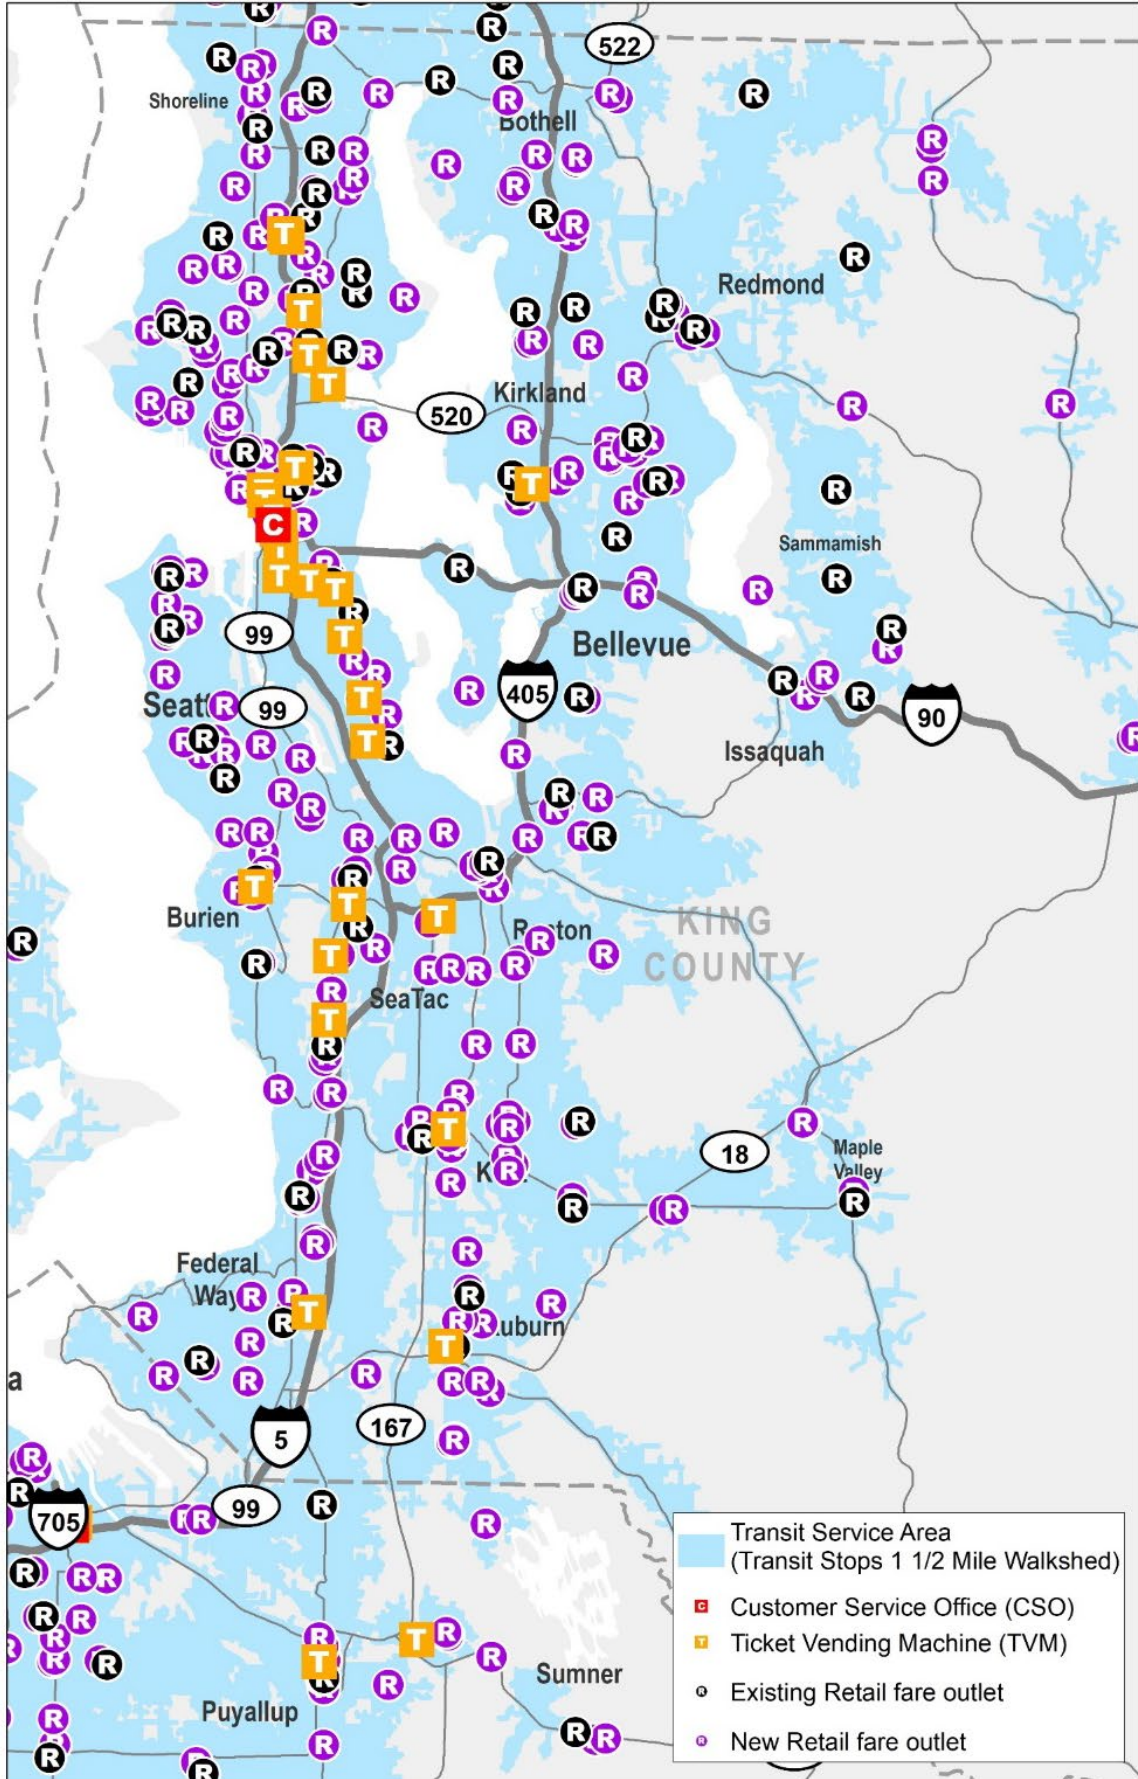 522
Shoreline
Bothell
Redmond
Kirkland
520
Sammamish
99
Bellevue
405
99
90
Issaquah
Burien
KING
COUNTY
SeaTac
18
Maple
Valley
Federal
Way
a
167
5
99
705
Sumner
Puyallup
Transit Service Area
(Transit Stops 1 1/2 Mile Walkshed)
C Customer Service Office (CSO)
T Ticket Vending Machine (TVM)
R Existing Retail fare outlet
R New Retail fare outlet